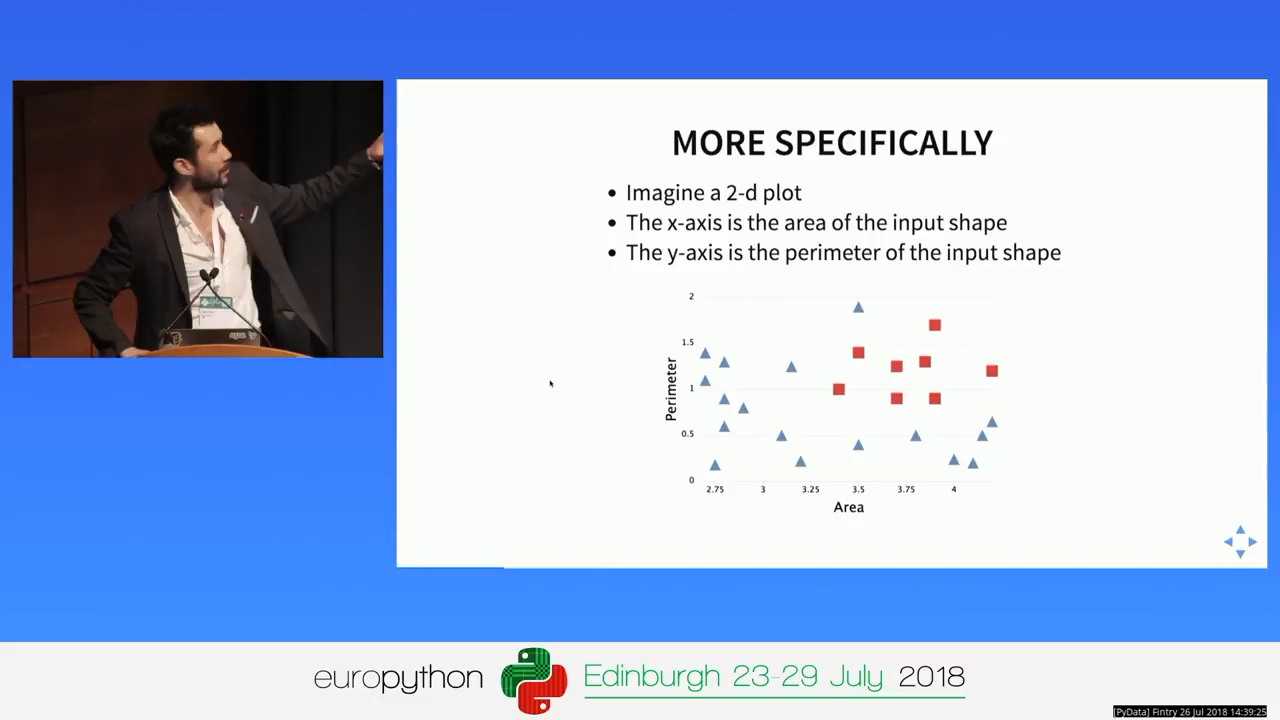 MORE SPECIFICALLY
• Imagine a 2-d plot
• The x-axis is the area of the input shape
• The y-axis is the perimeter of the input shape
2
1.5
1
0.5
0
Perimeter
2.75 3 3.25 3.5 3.75 4
Area
europython Edinburgh 23-29 July 2018
[PyData] Fintry 26 Jul 2018 14:39:25